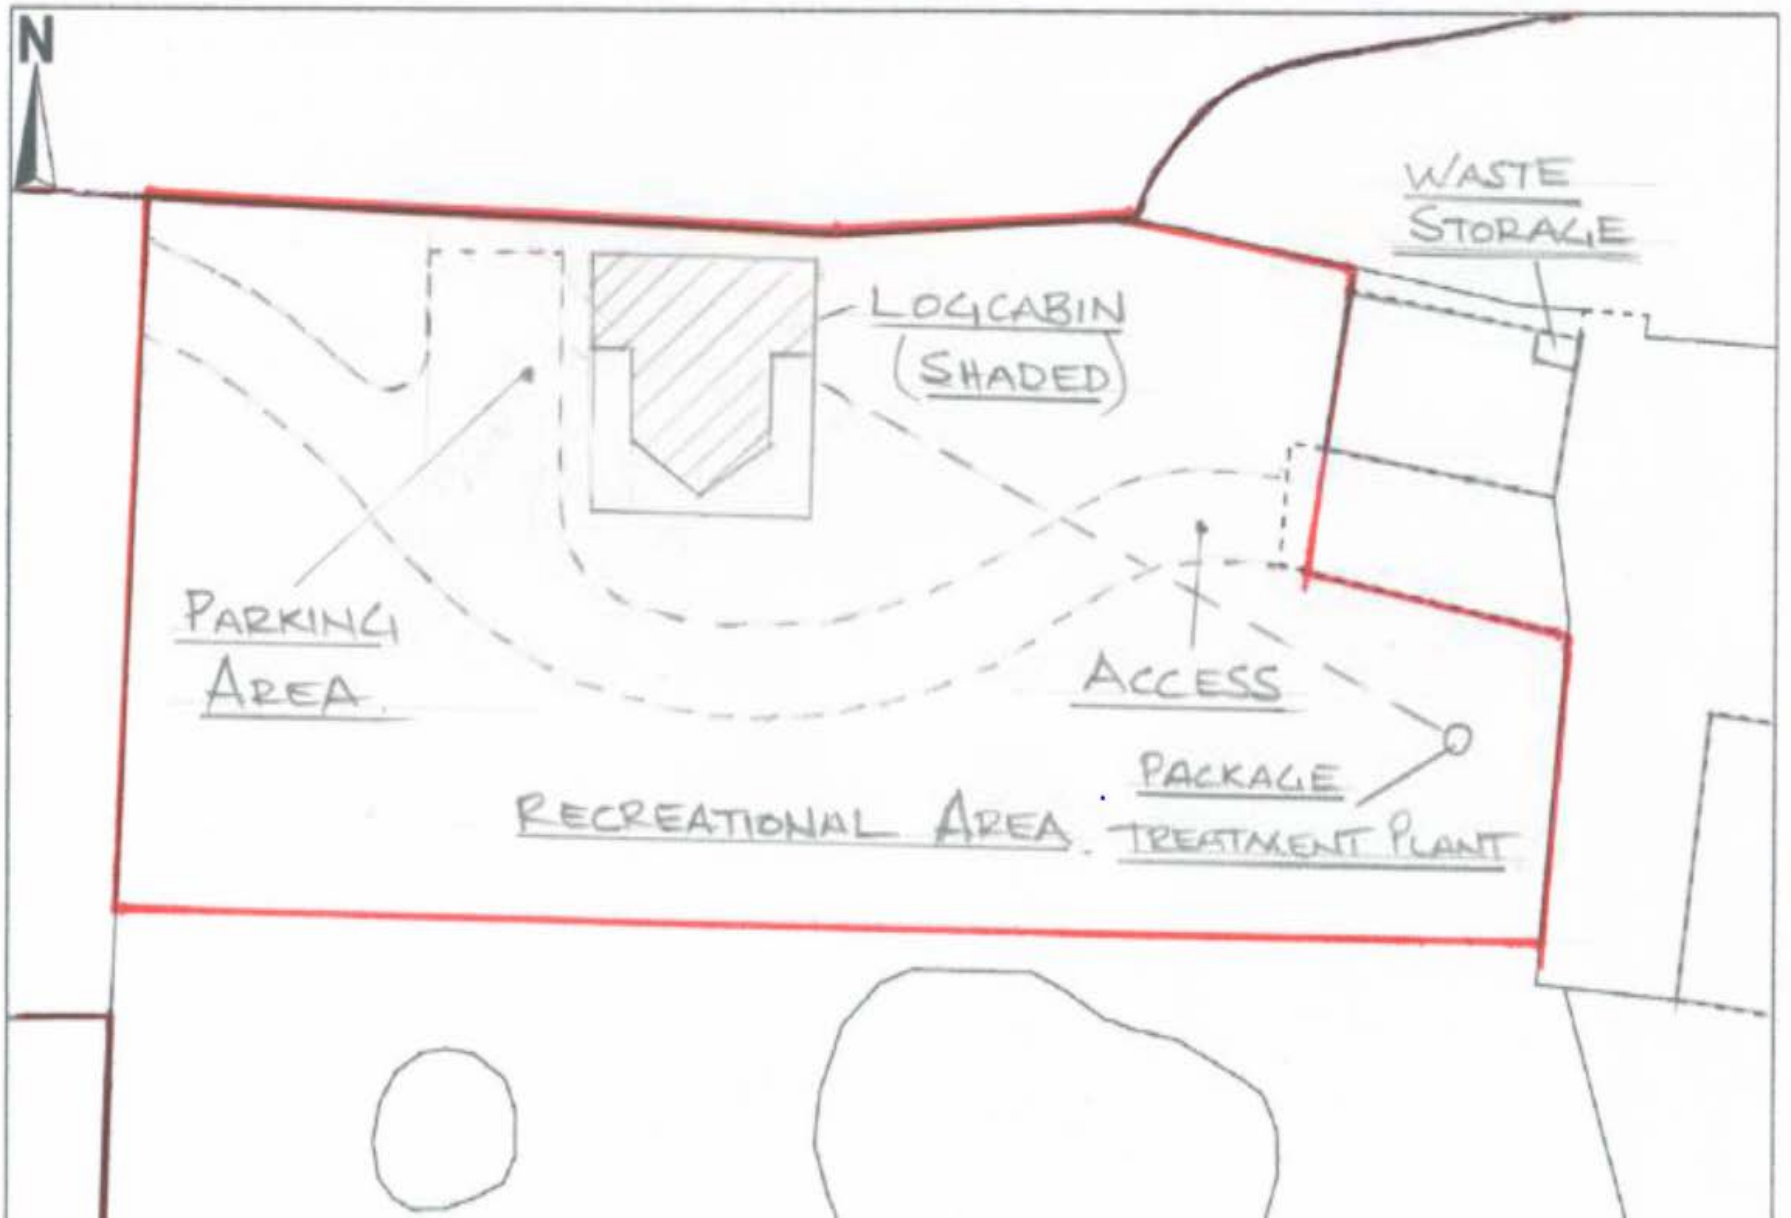 N
WASTE
STORAGE
LOGCABIN
(SHADED)
PARKING
AREA.
ACCESS
PACKAGE
TREATMENT PLANT
RECREATIONAL AREA.